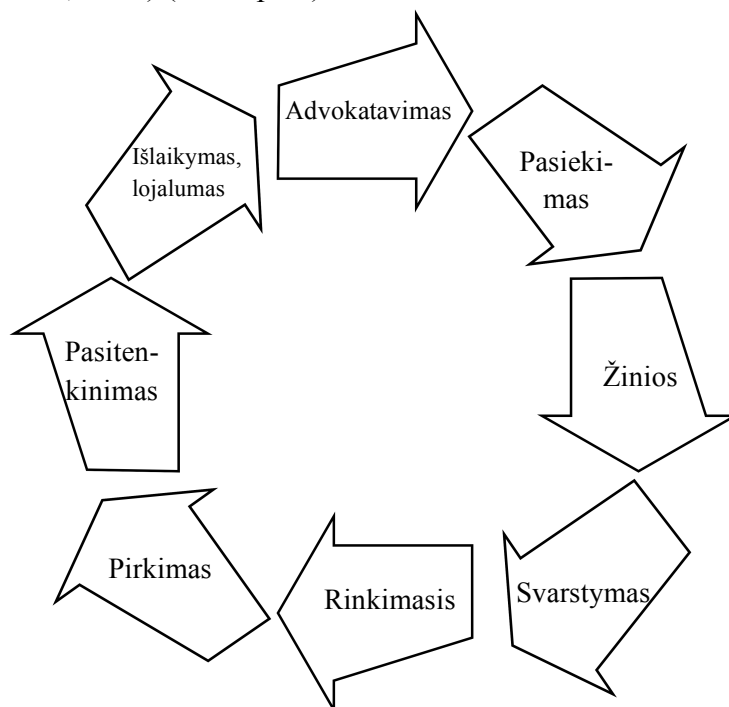 Advokatavimas
Pasieki-
mas
Žinios
Svarstymas
Rinkimasis
Pirkimas
Pasiten-
kinimas
Išlaikymas,
lojalumas